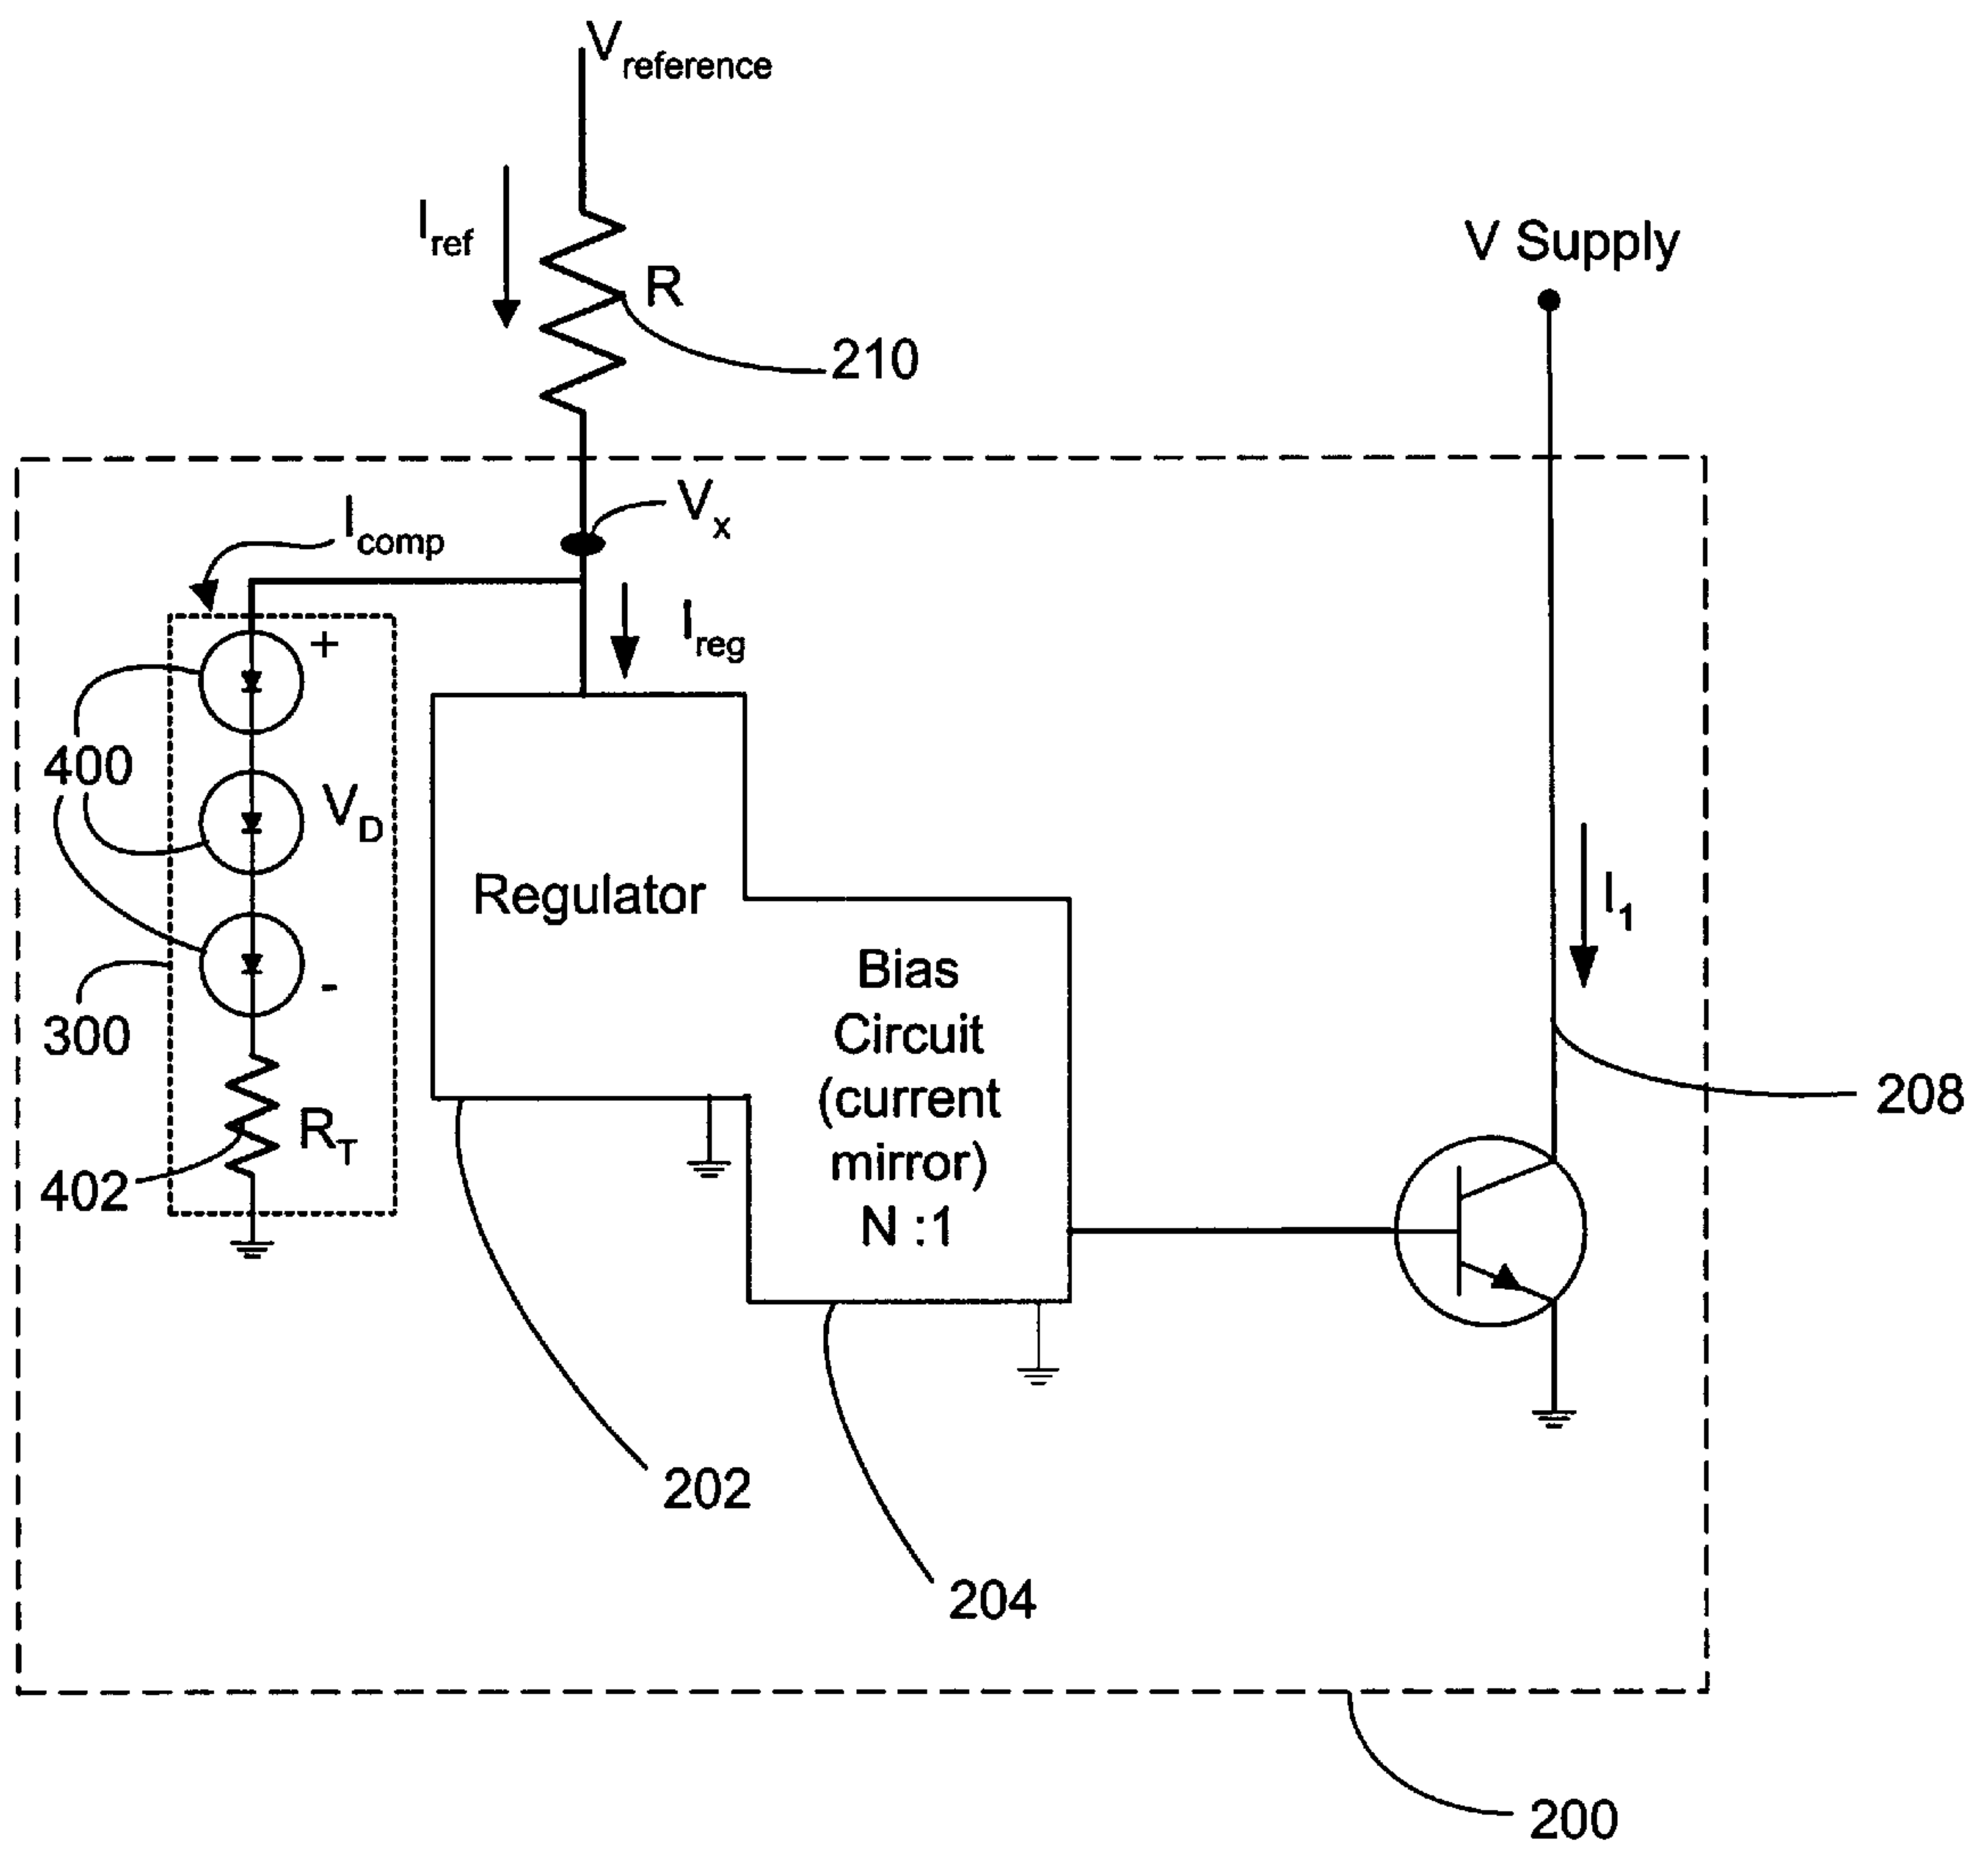 Vreference
Iref
R
210
V Supply
Vx
Icomp
Ireg
+
400
VD
Regulator
I1
-
300
Bias
Circuit
(current
mirror)
N :1
208
RT
402
202
204
200